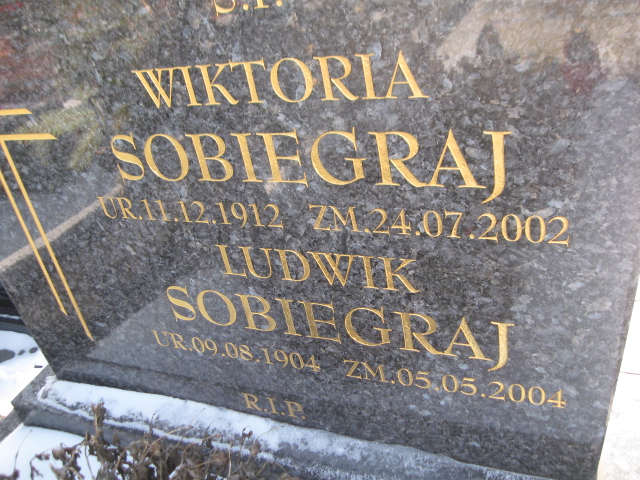 Ś.P.
WIKTORIA
SOBIEGRAJ
UR.11.12.1912 ZM.24.07.2002
LUDWIK
SOBIEGRAJ
UR.09.08.1904 ZM.05.05.2004
R.I.P.